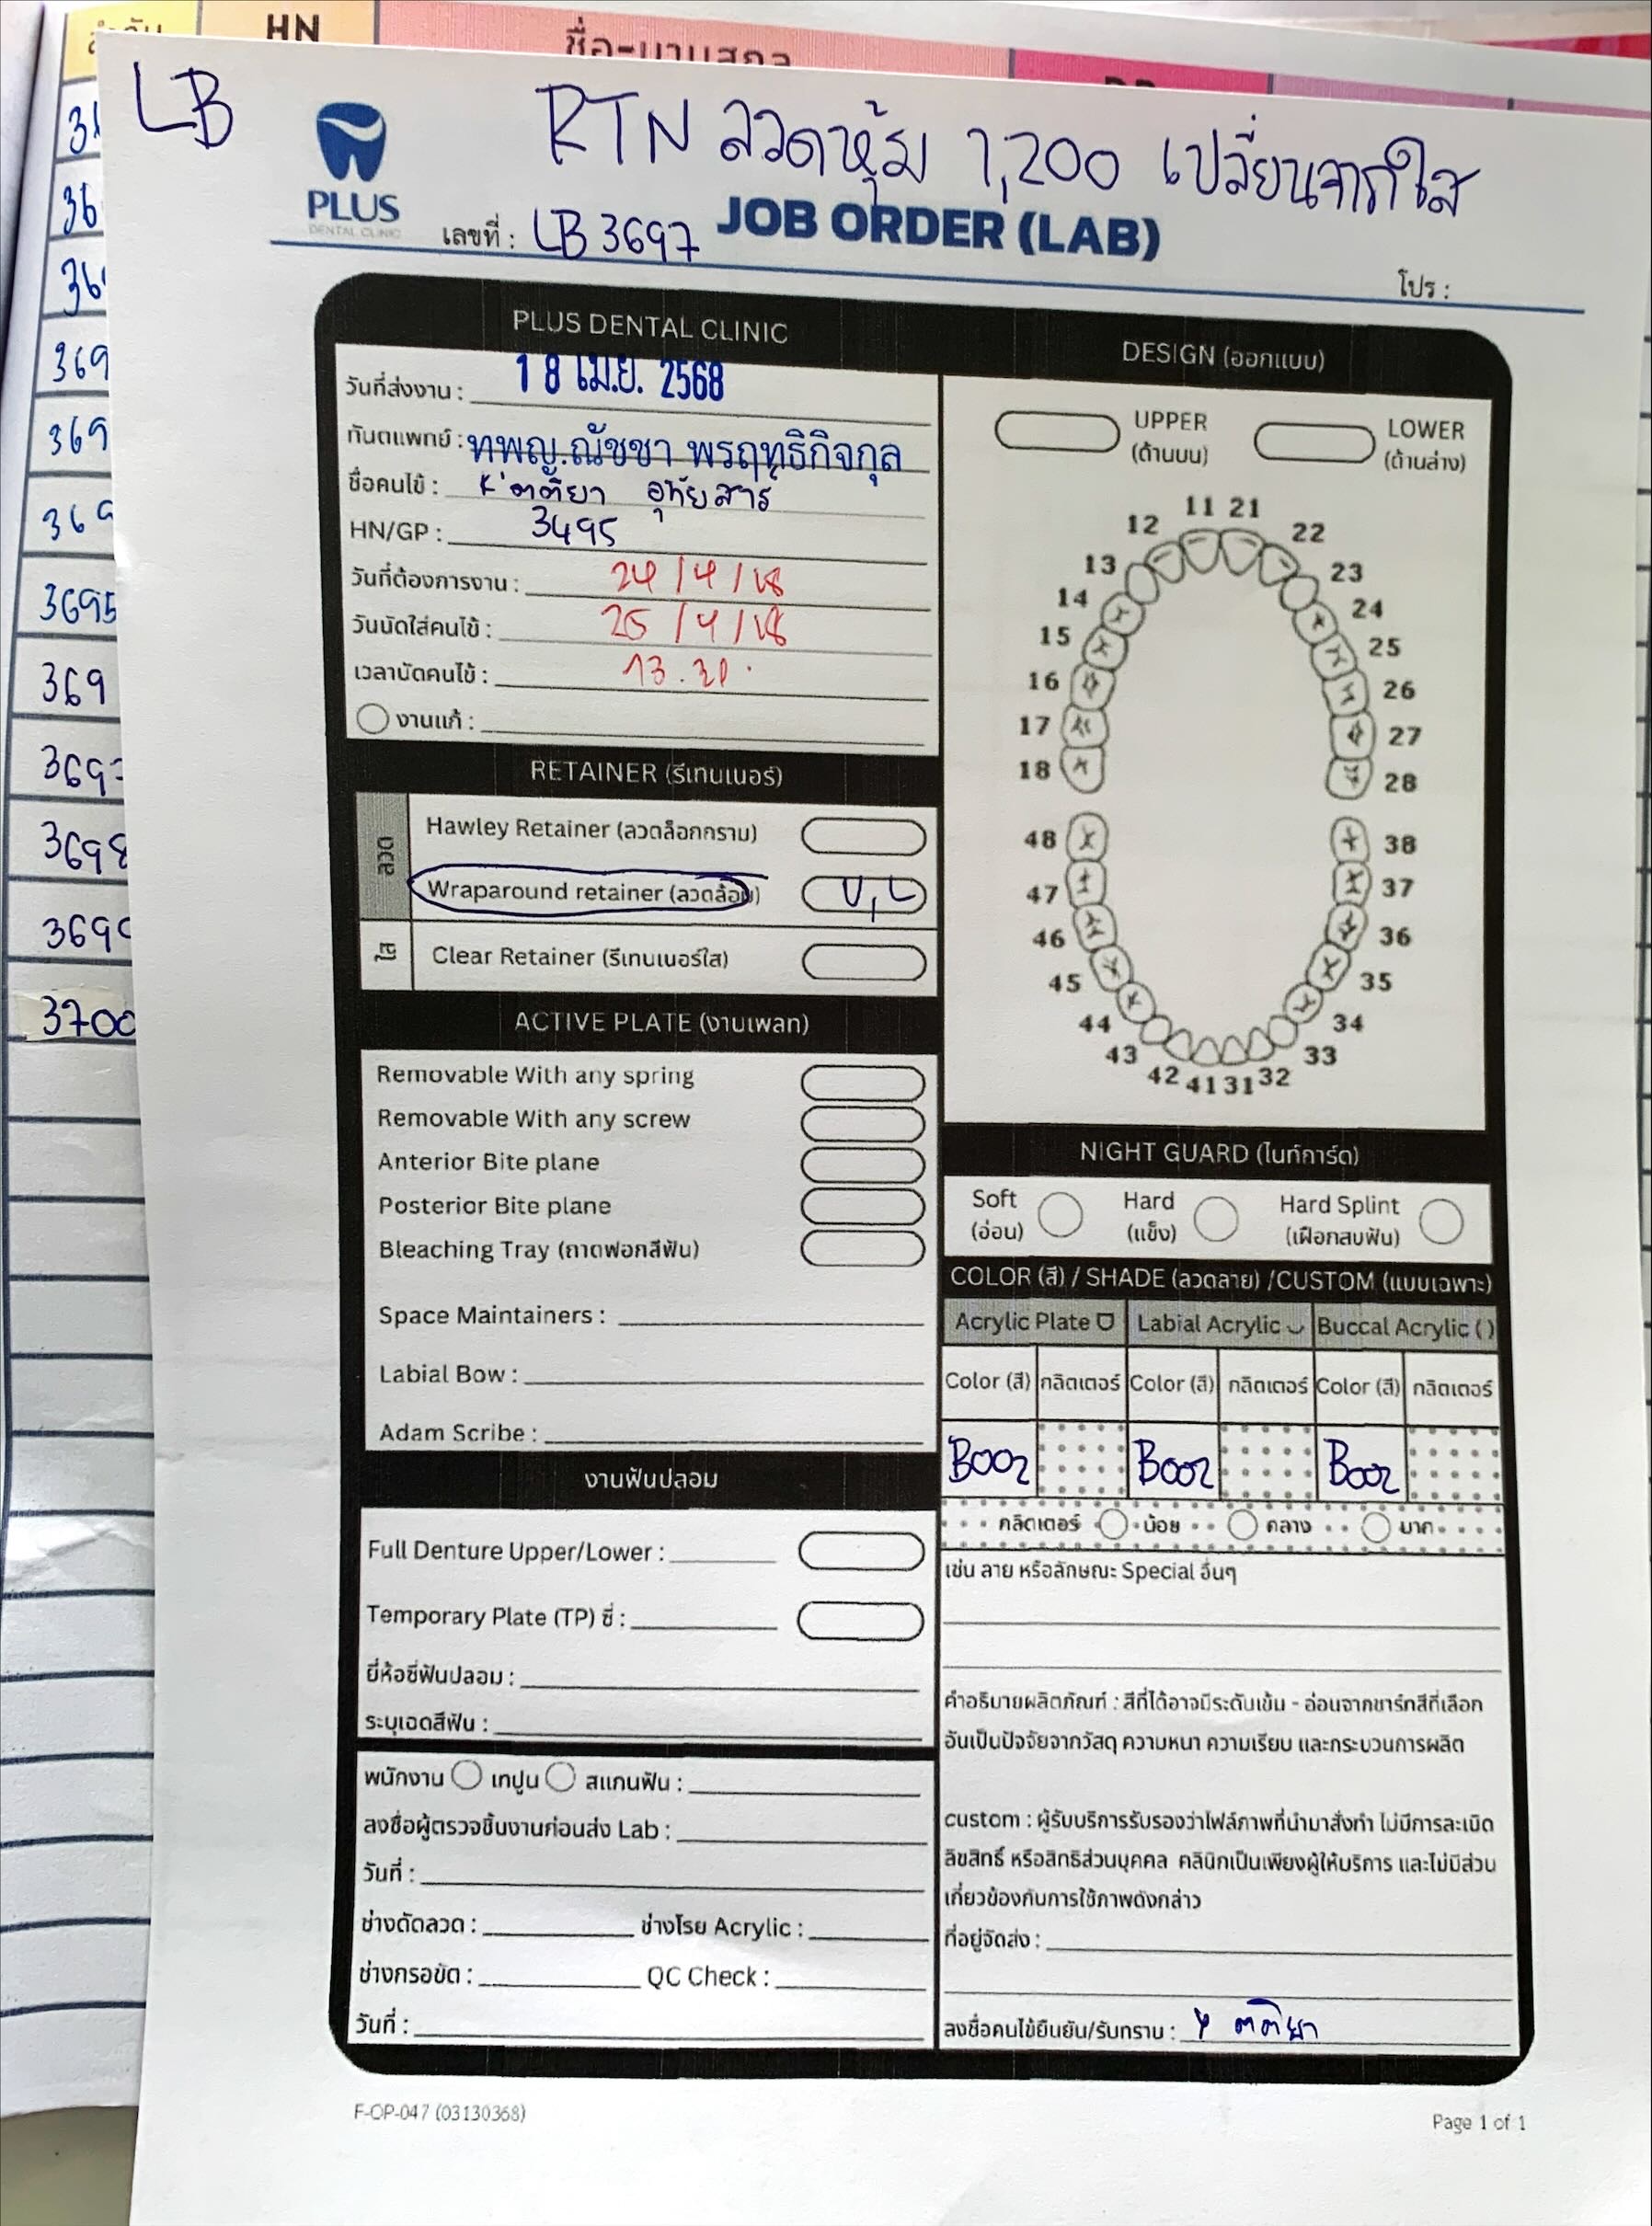 ลำดับ HN ชื่อ-นามสกุล
LB
RTN ลวดหุ้ม 1,200 เปลี่ยนจากใส
PLUS
DENTAL CLINIC
เลขที่ : LB 3697 JOB ORDER (LAB)
โปร :
PLUS DENTAL CLINIC
วันที่ส่งงาน : 18 เม.ย. 2568
ทันตแพทย์ : ทพญ.ณัชชา พรฤทธิกิจกุล
ชื่อคนไข้ : อุทัยสาร์
HN/GP : 3495
วันที่ต้องการงาน : 24/4/68
วันนัดใส่คนไข้ : 25/4/68
เวลานัดคนไข้ : 13.30
งานแก้ :
RETAINER (รีเทนเนอร์)
ลวด
Hawley Retainer (ลวดล็อกกราม)
Wraparound retainer (ลวดล้อม) U, L
ใส
Clear Retainer (รีเทนเนอร์ใส)
ACTIVE PLATE (งานเพลท)
Removable With any spring
Removable With any screw
Anterior Bite plane
Posterior Bite plane
Bleaching Tray (ถาดฟอกสีฟัน)
Space Maintainers :
Labial Bow :
Adam Scribe :
งานฟันปลอม
Full Denture Upper/Lower :
Temporary Plate (TP) ซี่ :
ยี่ห้อซี่ฟันปลอม :
ระบุเฉดสีฟัน :
พนักงาน เทปูน สแกนฟัน :
ลงชื่อผู้ตรวจชิ้นงานก่อนส่ง Lab :
วันที่ :
ช่างดัดลวด : ช่างโรย Acrylic :
ช่างกรอขัด : QC Check :
วันที่ :
DESIGN (ออกแบบ)
UPPER LOWER
(ด้านบน) (ด้านล่าง)
11 21
12 22
13 23
14 24
15 25
16 26
17 27
18 28
48 38
47 37
46 36
45 35
44 34
43 33
42 41 31 32
NIGHT GUARD (ไนท์การ์ด)
Soft Hard Hard Splint
(อ่อน) (แข็ง) (เฝือกสบฟัน)
COLOR (สี) / SHADE (ลวดลาย) /CUSTOM (แบบเฉพาะ)
Acrylic Plate Labial Acrylic Buccal Acrylic ( )
Color (สี) กลิตเตอร์ Color (สี) กลิตเตอร์ Color (สี) กลิตเตอร์
B002 B002 B002
กลิตเตอร์ น้อย กลาง มาก
เช่น ลาย หรือลักษณะ Special อื่นๆ
คำอธิบายผลิตภัณฑ์ : สีที่ได้อาจมีระดับเข้ม - อ่อนจากชาร์กสีที่เลือก
อันเป็นปัจจัยจากวัสดุ ความหนา ความเรียบ และกระบวนการผลิต
custom : ผู้รับบริการรับรองว่าไฟล์ภาพที่นำมาสั่งทำ ไม่มีการละเมิด
ลิขสิทธิ์ หรือสิทธิส่วนบุคคล คลินิกเป็นเพียงผู้ให้บริการ และไม่มีส่วน
เกี่ยวข้องกับการใช้ภาพดังกล่าว
ที่อยู่จัดส่ง :
ลงชื่อคนไข้ยืนยัน/รับทราบ :
F-OP-047 (03130368)
Page 1 of 1
3695
3698
3700